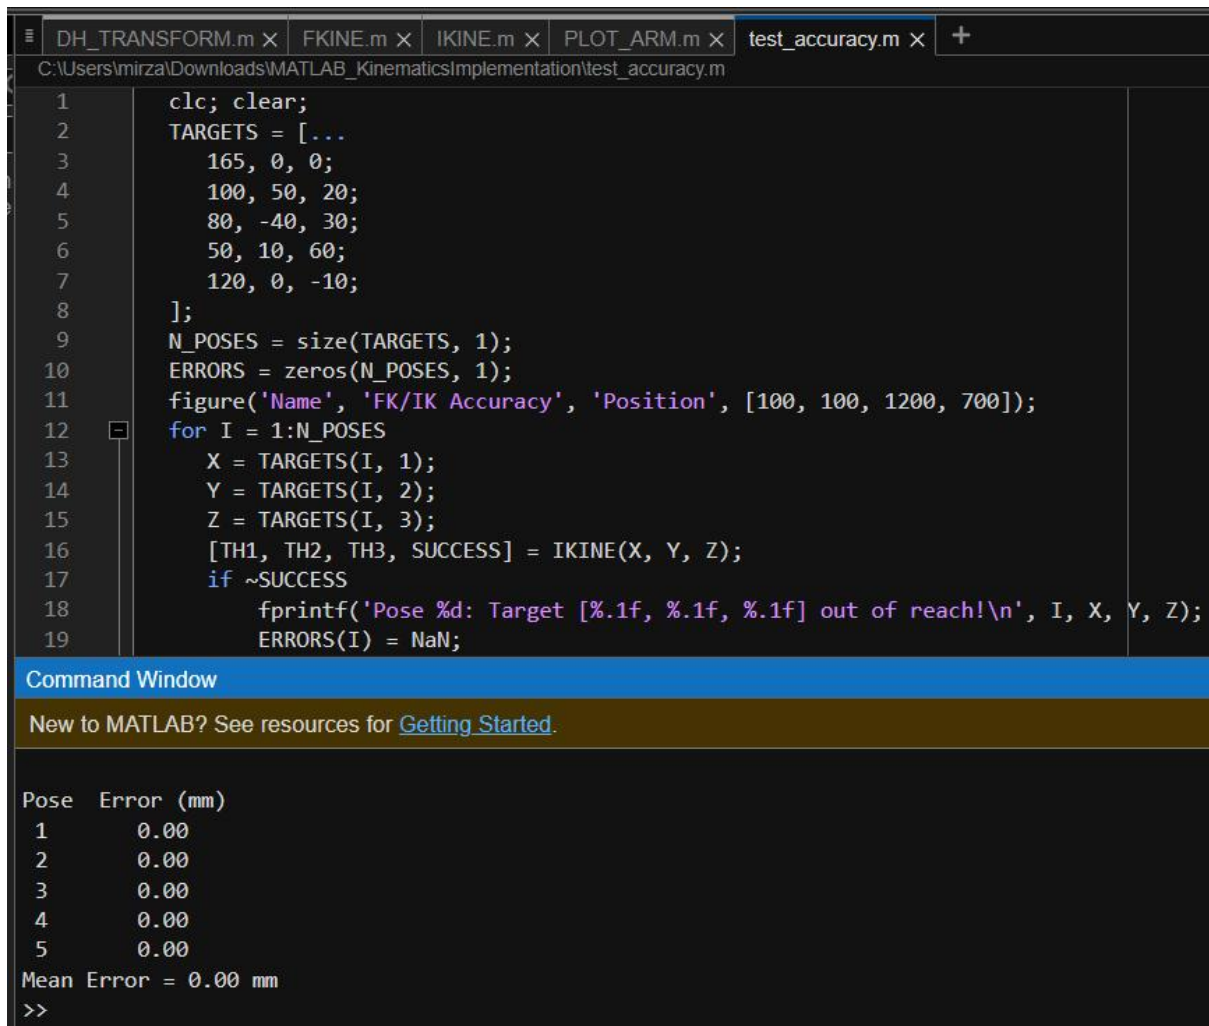 DH_TRANSFORM.m × FKINE.m × IKINE.m × PLOT_ARM.m × test_accuracy.m × +
C:\Users\mirza\Downloads\MATLAB_KinematicsImplementation\test_accuracy.m
1 clc; clear;
2 TARGETS = [...
3 165, 0, 0;
4 100, 50, 20;
5 80, -40, 30;
6 50, 10, 60;
7 120, 0, -10;
8 ];
9 N_POSES = size(TARGETS, 1);
10 ERRORS = zeros(N_POSES, 1);
11 figure('Name', 'FK/IK Accuracy', 'Position', [100, 100, 1200, 700]);
12 for I = 1:N_POSES
13 X = TARGETS(I, 1);
14 Y = TARGETS(I, 2);
15 Z = TARGETS(I, 3);
16 [TH1, TH2, TH3, SUCCESS] = IKINE(X, Y, Z);
17 if ~SUCCESS
18 fprintf('Pose %d: Target [%.1f, %.1f, %.1f] out of reach!\n', I, X, Y, Z);
19 ERRORS(I) = NaN;
Command Window
New to MATLAB? See resources for Getting Started.
Pose Error (mm)
1 0.00
2 0.00
3 0.00
4 0.00
5 0.00
Mean Error = 0.00 mm
>>